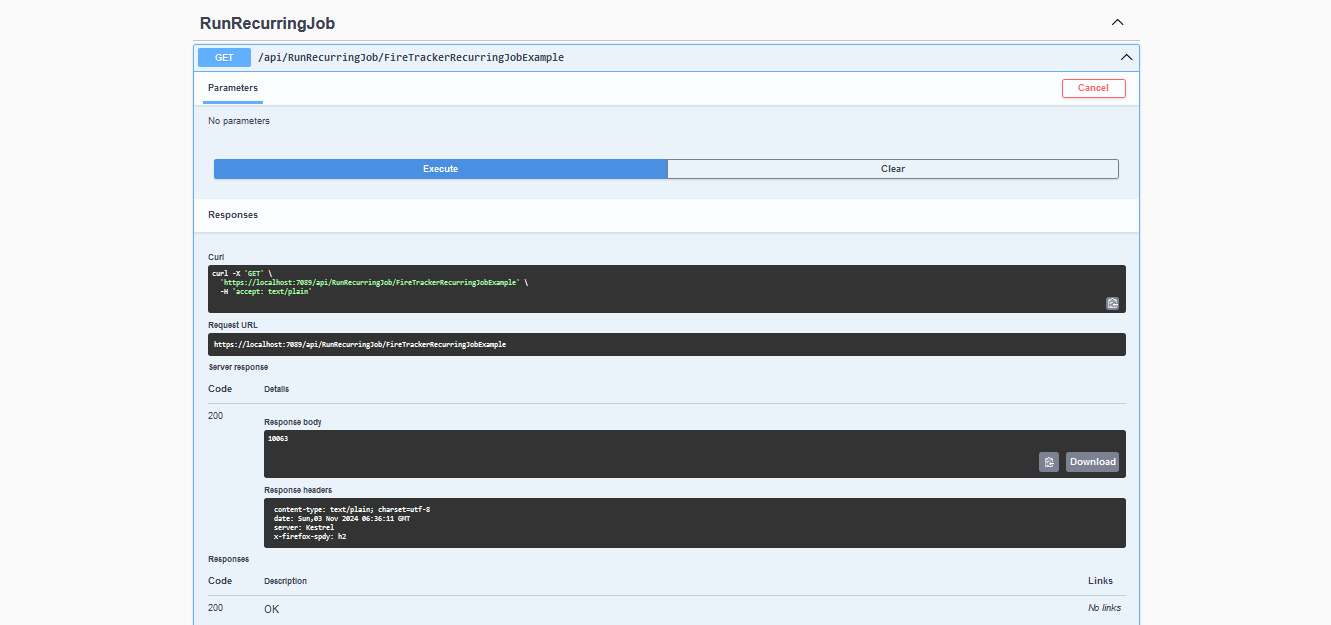 RunRecurringJob
GET /api/RunRecurringJob/FireTrackerRecurringJobExample
Parameters Cancel
No parameters
Execute Clear
Responses
Curl
curl -X 'GET' \
'https://localhost:7089/api/RunRecurringJob/FireTrackerRecurringJobExample' \
-H 'accept: text/plain'
Request URL
https://localhost:7089/api/RunRecurringJob/FireTrackerRecurringJobExample
Server response
Code Details
200
Response body
10063
Download
Response headers
content-type: text/plain; charset=utf-8
date: Sun,03 Nov 2024 06:36:11 GMT
server: Kestrel
x-firefox-spdy: h2
Responses
Code Description Links
200 OK No links